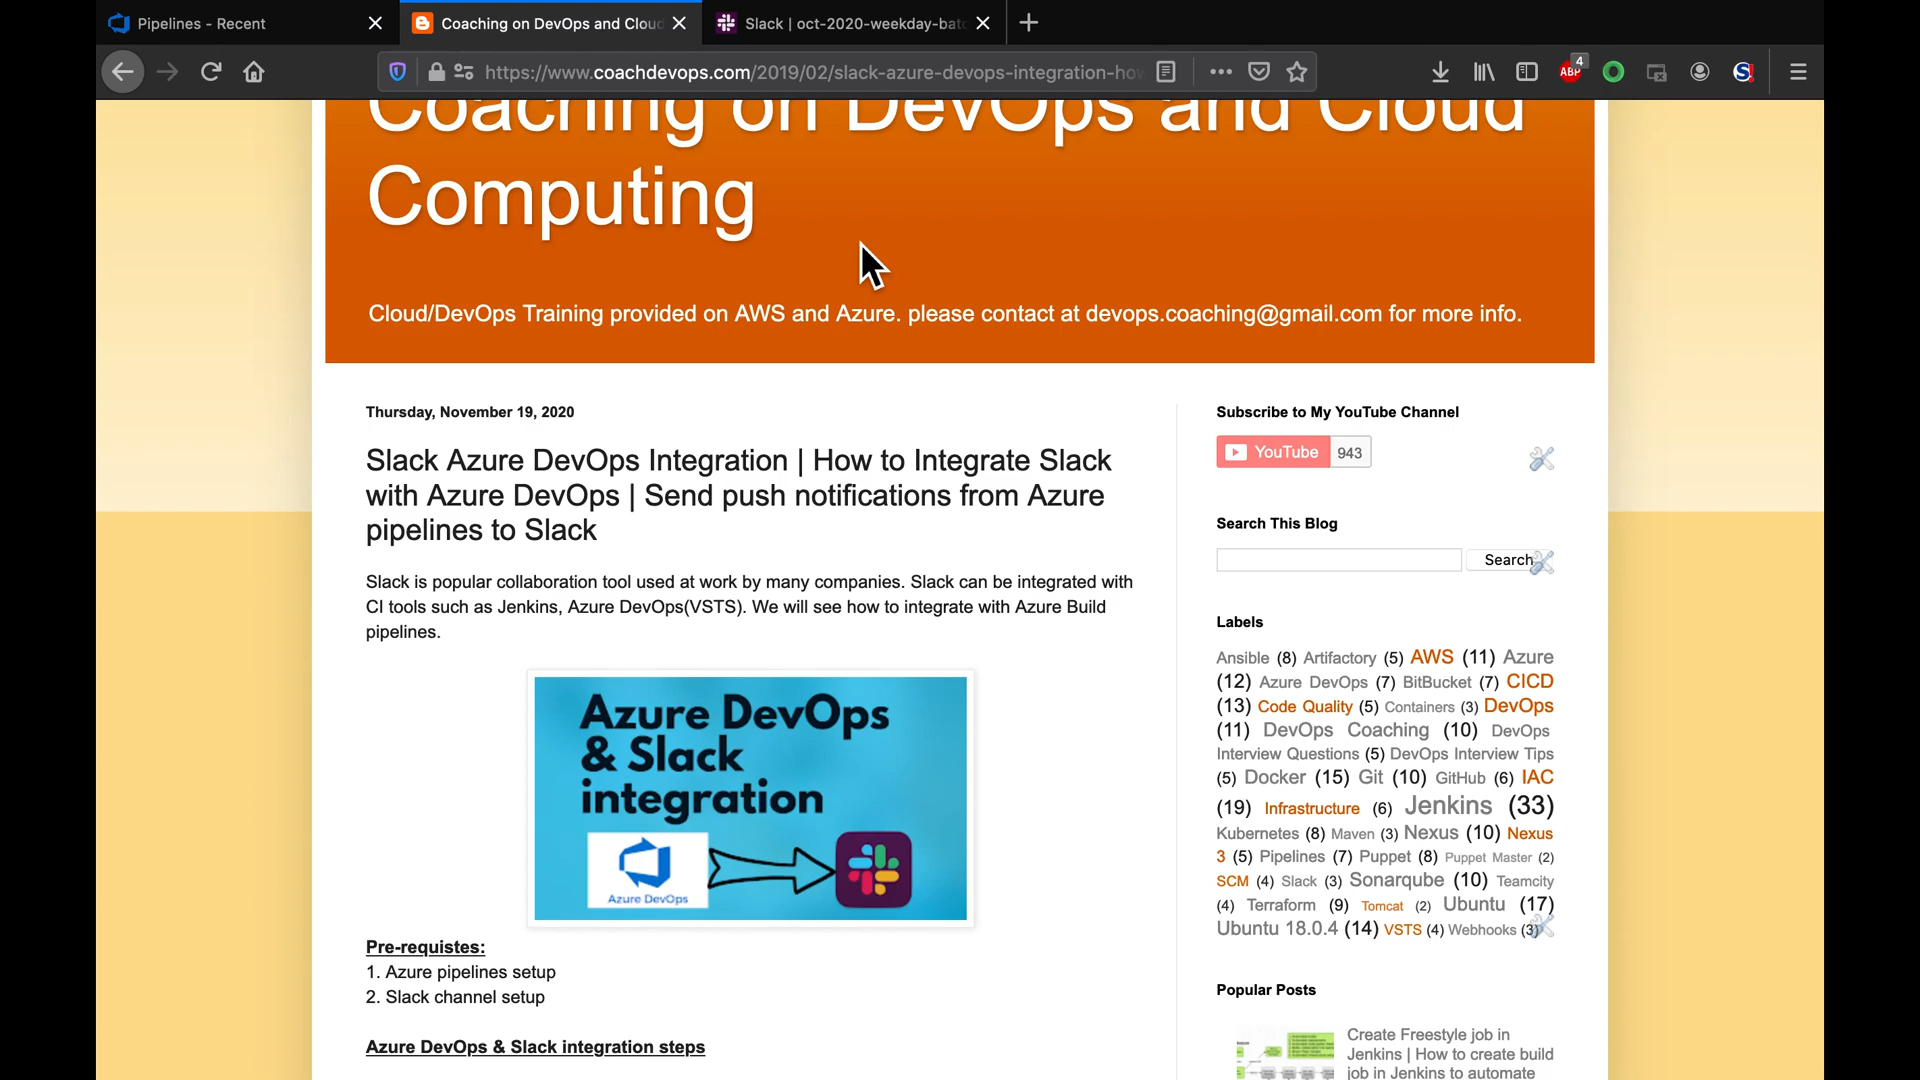 Pipelines - Recent
Coaching on DevOps and Clou
Slack | oct-2020-weekday-bat
https://www.coachdevops.com/2019/02/slack-azure-devops-integration-how
ABP
4
Coaching on DevOps and Cloud
Computing
Cloud/DevOps Training provided on AWS and Azure. please contact at devops.coaching@gmail.com for more info.
Thursday, November 19, 2020
Slack Azure DevOps Integration | How to Integrate Slack
with Azure DevOps | Send push notifications from Azure
pipelines to Slack
Slack is popular collaboration tool used at work by many companies. Slack can be integrated with
CI tools such as Jenkins, Azure DevOps(VSTS). We will see how to integrate with Azure Build
pipelines.
Azure DevOps
& Slack
integration
Azure DevOps
Pre-requistes:
1. Azure pipelines setup
2. Slack channel setup
Azure DevOps & Slack integration steps
Subscribe to My YouTube Channel
YouTube 943
Search This Blog
Search
Labels
Ansible (8) Artifactory (5) AWS (11) Azure
(12) Azure DevOps (7) BitBucket (7) CICD
(13) Code Quality (5) Containers (3) DevOps
(11) DevOps Coaching (10) DevOps
Interview Questions (5) DevOps Interview Tips
(5) Docker (15) Git (10) GitHub (6) IAC
(19) Infrastructure (6) Jenkins (33)
Kubernetes (8) Maven (3) Nexus (10) Nexus
3 (5) Pipelines (7) Puppet (8) Puppet Master (2)
SCM (4) Slack (3) Sonarqube (10) Teamcity
(4) Terraform (9) Tomcat (2) Ubuntu (17)
Ubuntu 18.0.4 (14) VSTS (4) Webhooks (3)
Popular Posts
Create Freestyle job in
Jenkins | How to create build
job in Jenkins to automate